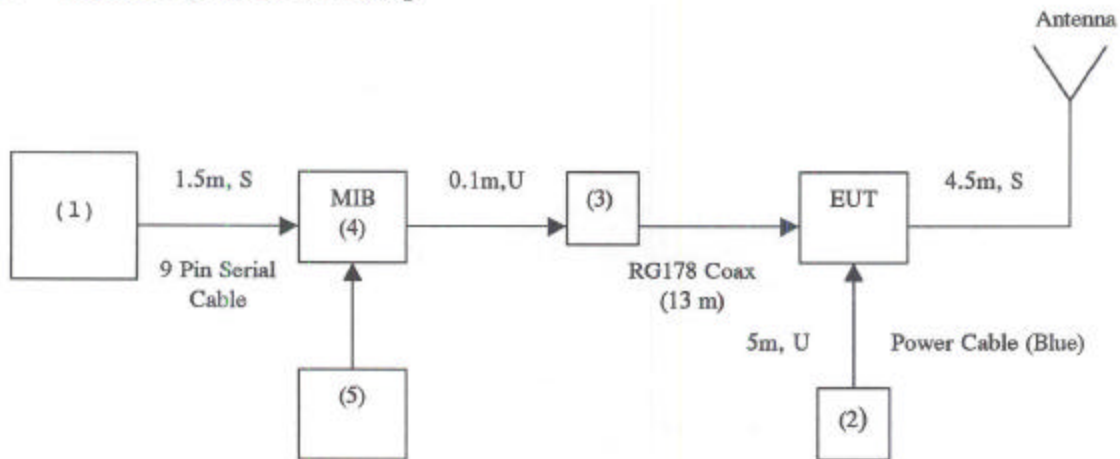 Antenna
(1)
1.5m, S
MIB
(4)
0.1m,U
(3)
EUT
4.5m, S
9 Pin Serial
Cable
RG178 Coax
(13 m)
5m, U
Power Cable (Blue)
(5)
(2)